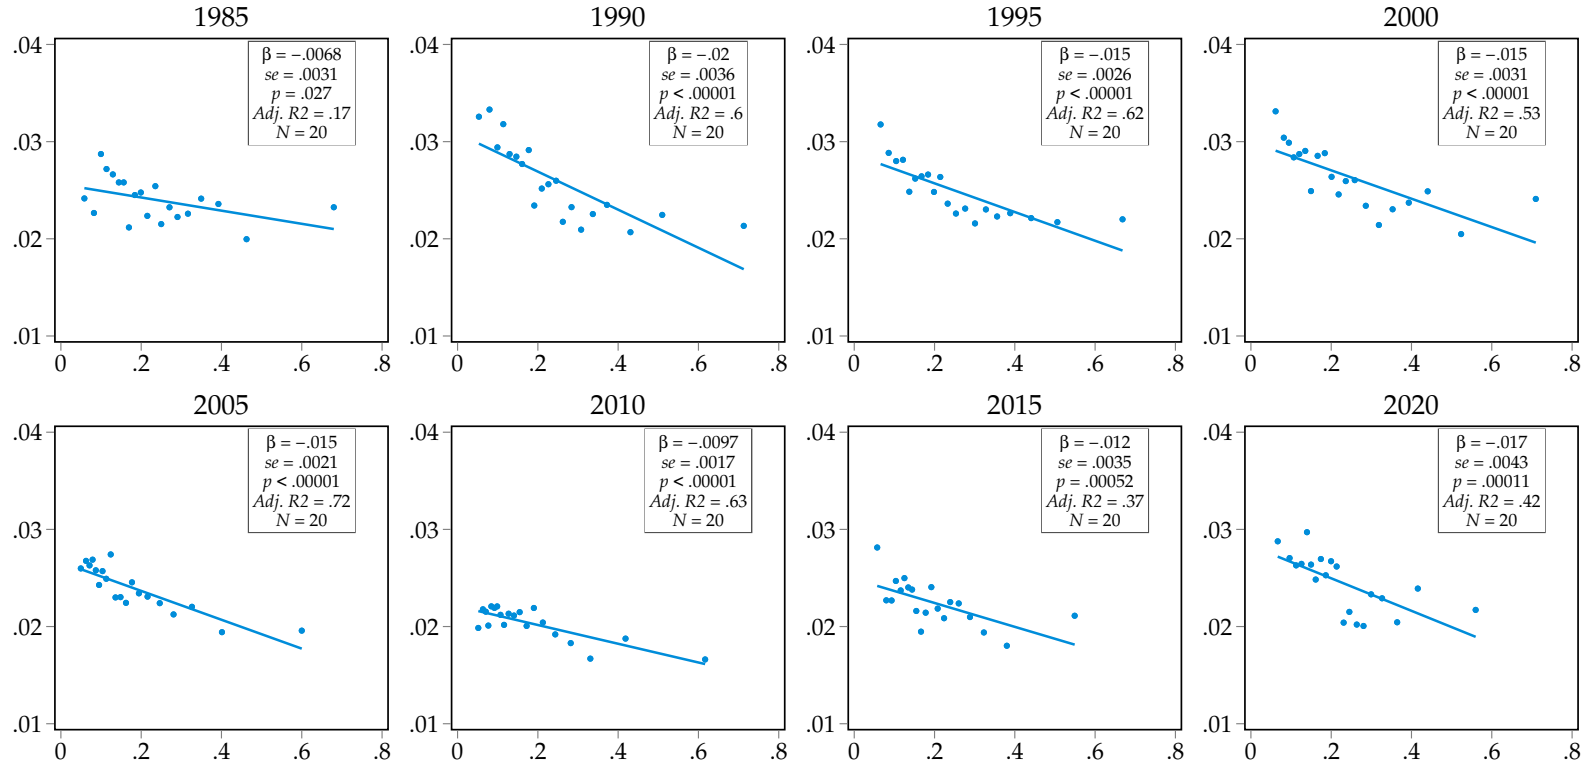 1985
1990
1995
2000
.04
.03
.02
.01
0
.2
.4
.6
.8
β = −.0068
se = .0031
p = .027
Adj. R2 = .17
N = 20
.04
.03
.02
.01
0
.2
.4
.6
.8
β = −.02
se = .0036
p < .00001
Adj. R2 = .6
N = 20
.04
.03
.02
.01
0
.2
.4
.6
.8
β = −.015
se = .0026
p < .00001
Adj. R2 = .62
N = 20
.04
.03
.02
.01
0
.2
.4
.6
.8
β = −.015
se = .0031
p < .00001
Adj. R2 = .53
N = 20
2005
2010
2015
2020
.04
.03
.02
.01
0
.2
.4
.6
.8
β = −.015
se = .0021
p < .00001
Adj. R2 = .72
N = 20
.04
.03
.02
.01
0
.2
.4
.6
.8
β = −.0097
se = .0017
p < .00001
Adj. R2 = .63
N = 20
.04
.03
.02
.01
0
.2
.4
.6
.8
β = −.012
se = .0035
p = .00052
Adj. R2 = .37
N = 20
.04
.03
.02
.01
0
.2
.4
.6
.8
β = −.017
se = .0043
p = .00011
Adj. R2 = .42
N = 20